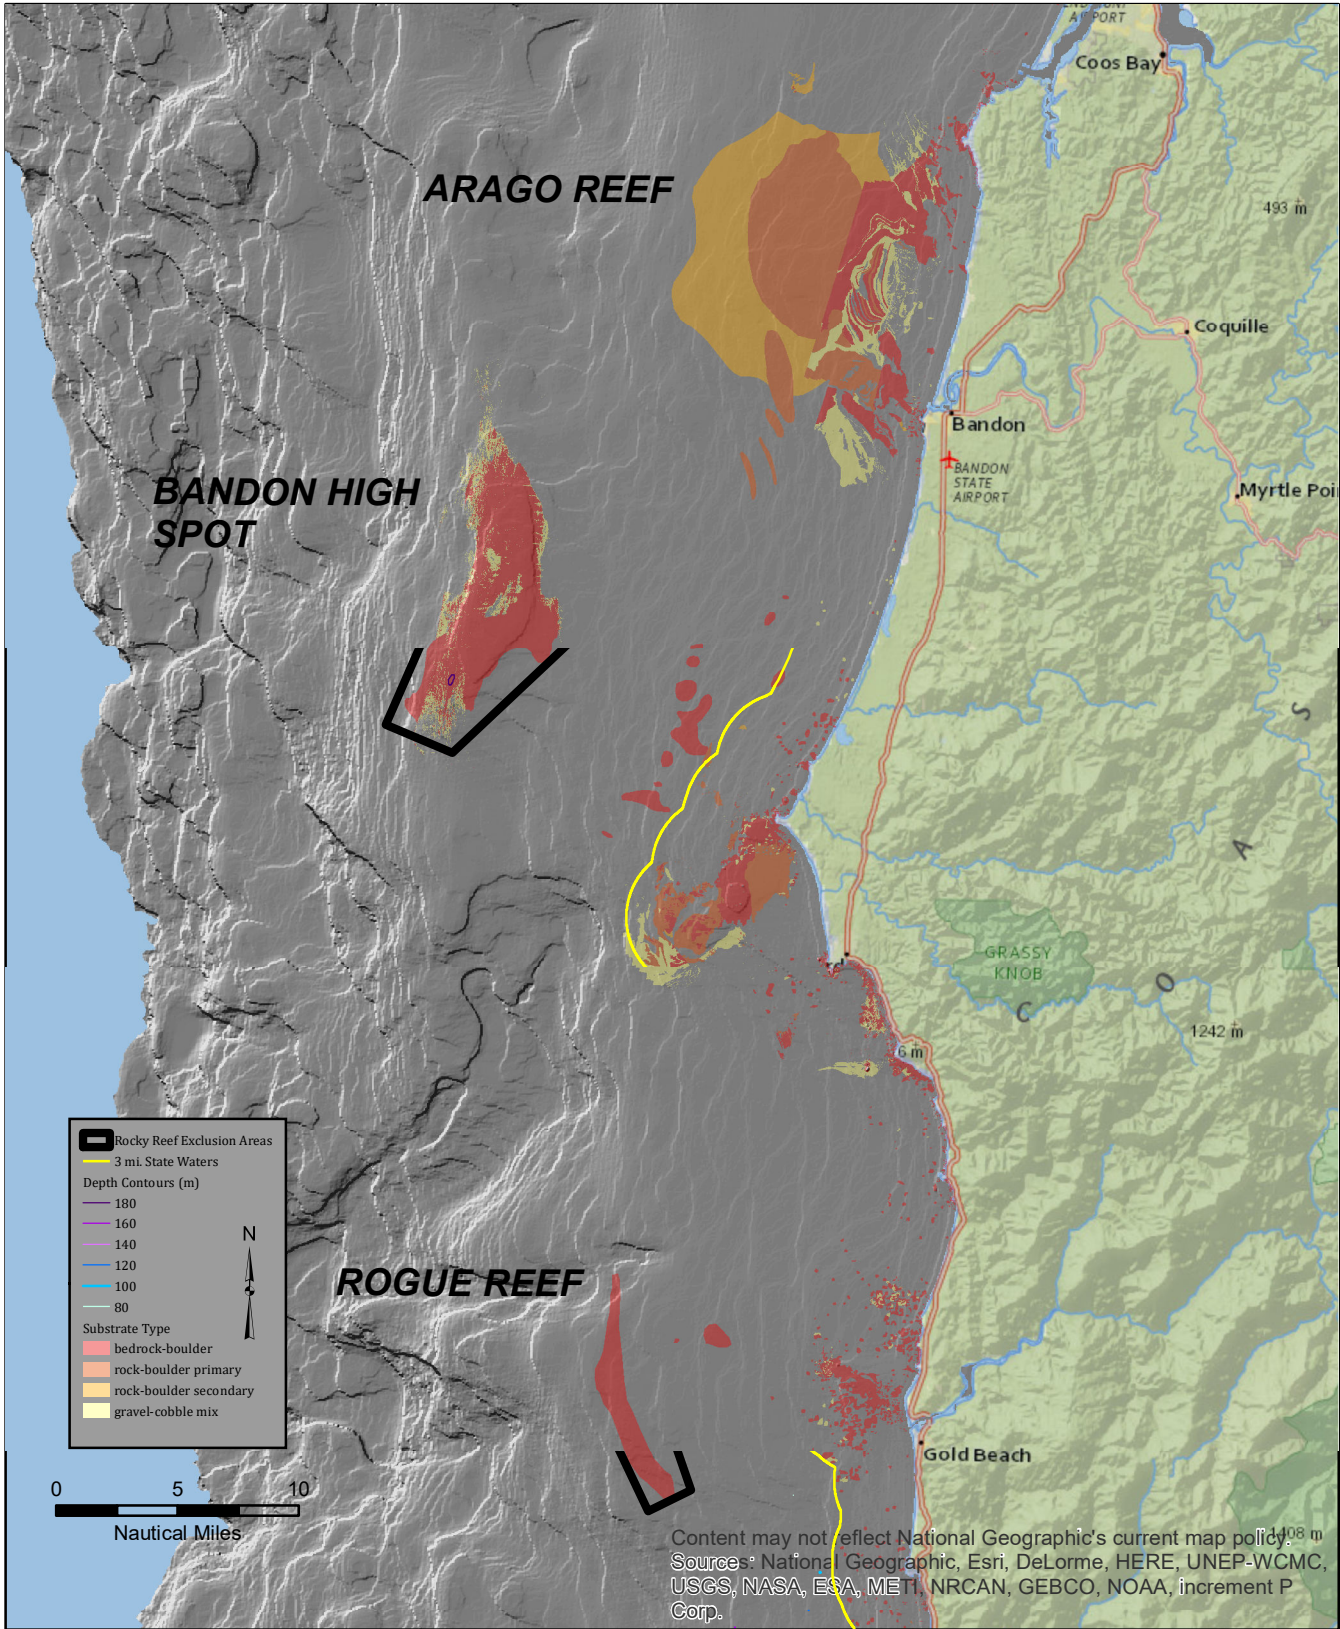 AIRPORT
Coos Bay
ARAGO REEF
493 m
Coquille
Bandon
BANDON
STATE
AIRPORT
BANDON HIGH
SPOT
Myrtle Poi
S
A
GRASSY
KNOB
O
C
1242 m
6 m
Rocky Reef Exclusion Areas
3 mi. State Waters
Depth Contours (m)
180
160
140
120
100
80
Substrate Type
bedrock-boulder
rock-boulder primary
rock-boulder secondary
gravel-cobble mix
N
ROGUE REEF
Gold Beach
0 5 10
Nautical Miles
1408 m
Content may not reflect National Geographic's current map policy.
Sources: National Geographic, Esri, DeLorme, HERE, UNEP-WCMC,
USGS, NASA, ESA, METI, NRCAN, GEBCO, NOAA, increment P
Corp.